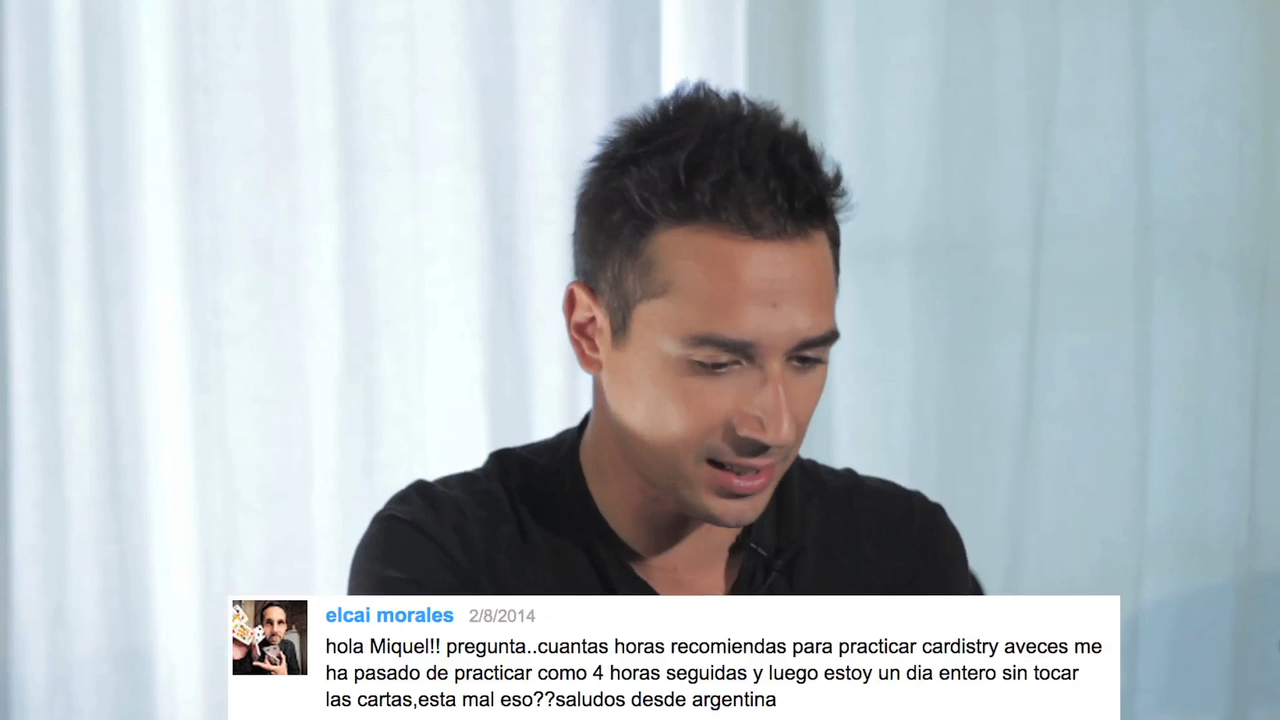 elcai morales 2/8/2014
hola Miquel!! pregunta..cuantas horas recomiendas para practicar cardistry aveces me
ha pasado de practicar como 4 horas seguidas y luego estoy un dia entero sin tocar
las cartas,esta mal eso??saludos desde argentina